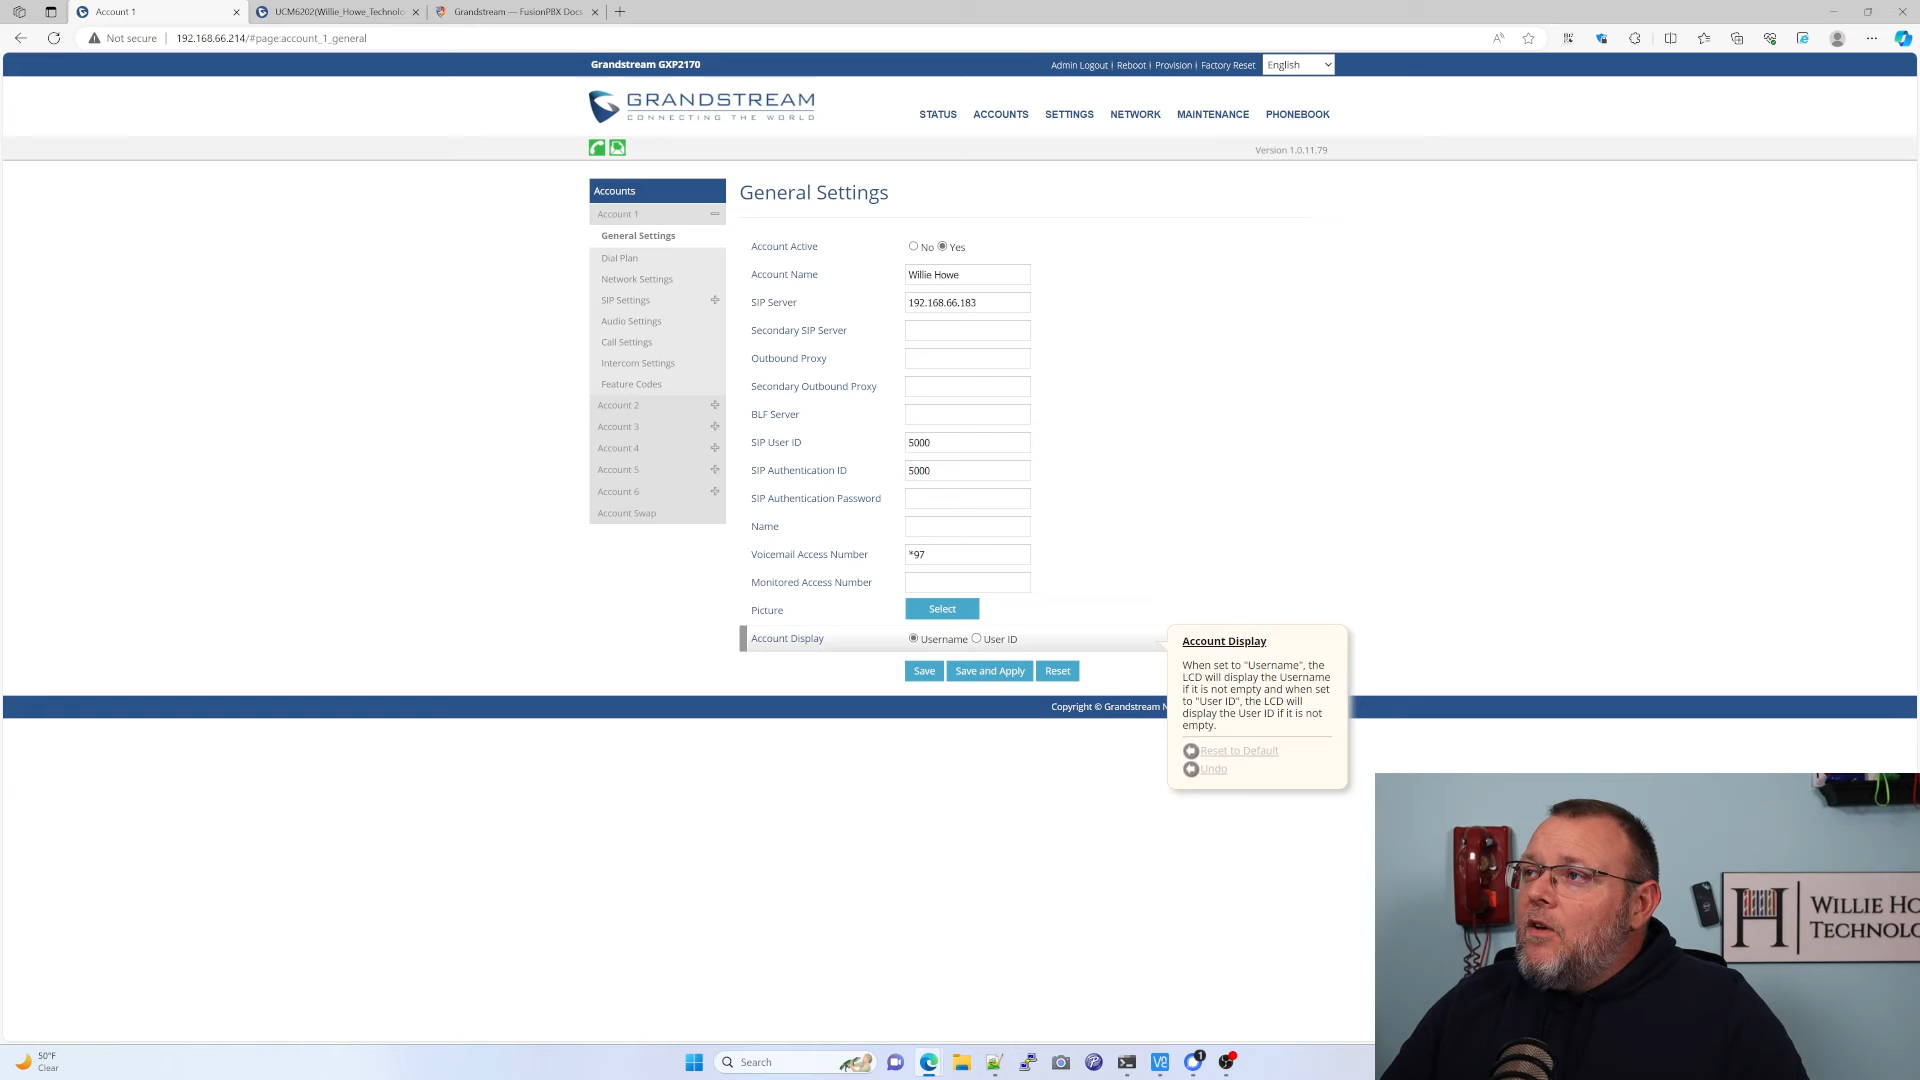 Account 1
UCM6202(Willie_Howe_Technolo
Grandstream — FusionPBX Docs
Not secure
192.168.66.214/#page:account_1_general
Grandstream GXP2170
Admin Logout | Reboot | Provision | Factory Reset
English
GRANDSTREAM
CONNECTING THE WORLD
STATUS
ACCOUNTS
SETTINGS
NETWORK
MAINTENANCE
PHONEBOOK
Version 1.0.11.79
Accounts
Account 1
General Settings
Dial Plan
Network Settings
SIP Settings
Audio Settings
Call Settings
Intercom Settings
Feature Codes
Account 2
Account 3
Account 4
Account 5
Account 6
Account Swap
General Settings
Account Active No Yes
Account Name Willie Howe
SIP Server 192.168.66.183
Secondary SIP Server
Outbound Proxy
Secondary Outbound Proxy
BLF Server
SIP User ID 5000
SIP Authentication ID 5000
SIP Authentication Password
Name
Voicemail Access Number *97
Monitored Access Number
Picture Select
Account Display Username User ID
Save Save and Apply Reset
Copyright © Grandstream N
Account Display
When set to "Username", the
LCD will display the Username
if it is not empty and when set
to "User ID", the LCD will
display the User ID if it is not
empty.
Reset to Default
Undo
H
WILLIE HO
TECHNOLO
50°F
Clear
Search
1